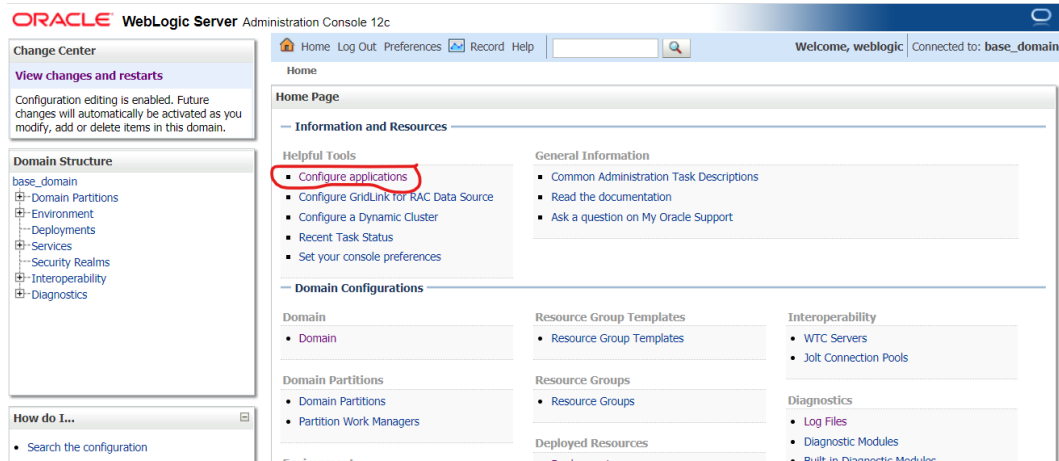 ORACLE WebLogic Server Administration Console 12c
Change Center
View changes and restarts
Configuration editing is enabled. Future
changes will automatically be activated as you
modify, add or delete items in this domain.
Domain Structure
base_domain
Domain Partitions
Environment
Deployments
Services
Security Realms
Interoperability
Diagnostics
How do I...
Search the configuration
Home Log Out Preferences Record Help
Welcome, weblogic Connected to: base_domain
Home
Home Page
Information and Resources
Helpful Tools
Configure applications
Configure GridLink for RAC Data Source
Configure a Dynamic Cluster
Recent Task Status
Set your console preferences
General Information
Common Administration Task Descriptions
Read the documentation
Ask a question on My Oracle Support
Domain Configurations
Domain
Domain
Domain Partitions
Domain Partitions
Partition Work Managers
Resource Group Templates
Resource Group Templates
Resource Groups
Resource Groups
Deployed Resources
Interoperability
WTC Servers
Jolt Connection Pools
Diagnostics
Log Files
Diagnostic Modules
Built-in Diagnostic Modules